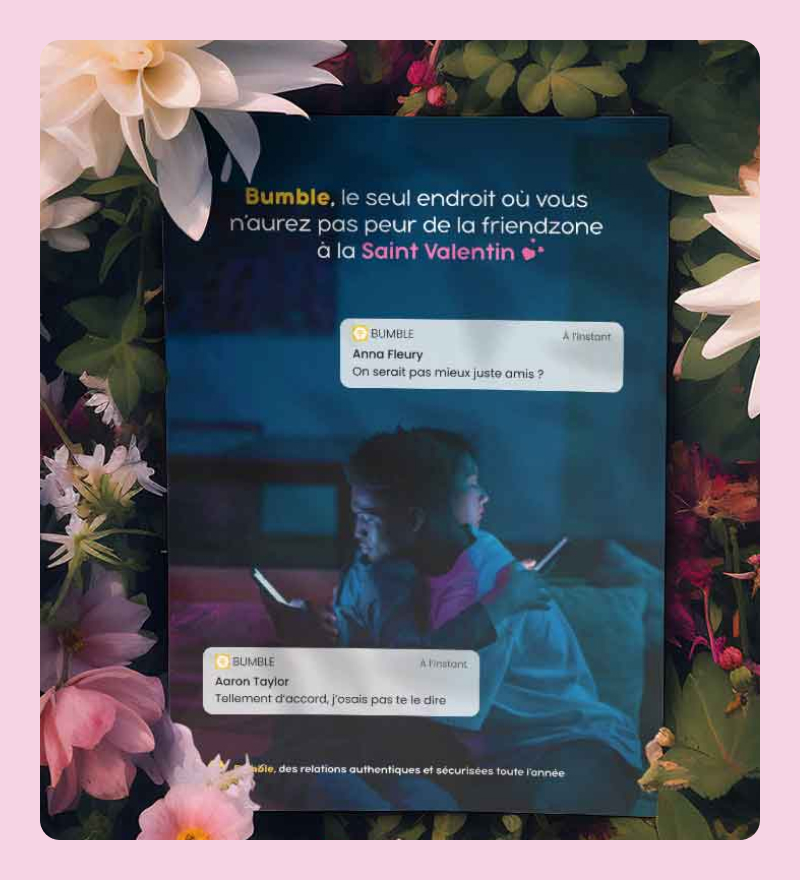 Bumble, le seul endroit où vous
n'aurez pas peur de la friendzone
à la Saint Valentin
BUMBLE À l'instant
Anna Fleury
On serait pas mieux juste amis ?
BUMBLE À l'instant
Aaron Taylor
Tellement d'accord, j'osais pas te le dire
Bumble, des relations authentiques et sécurisées toute l'année